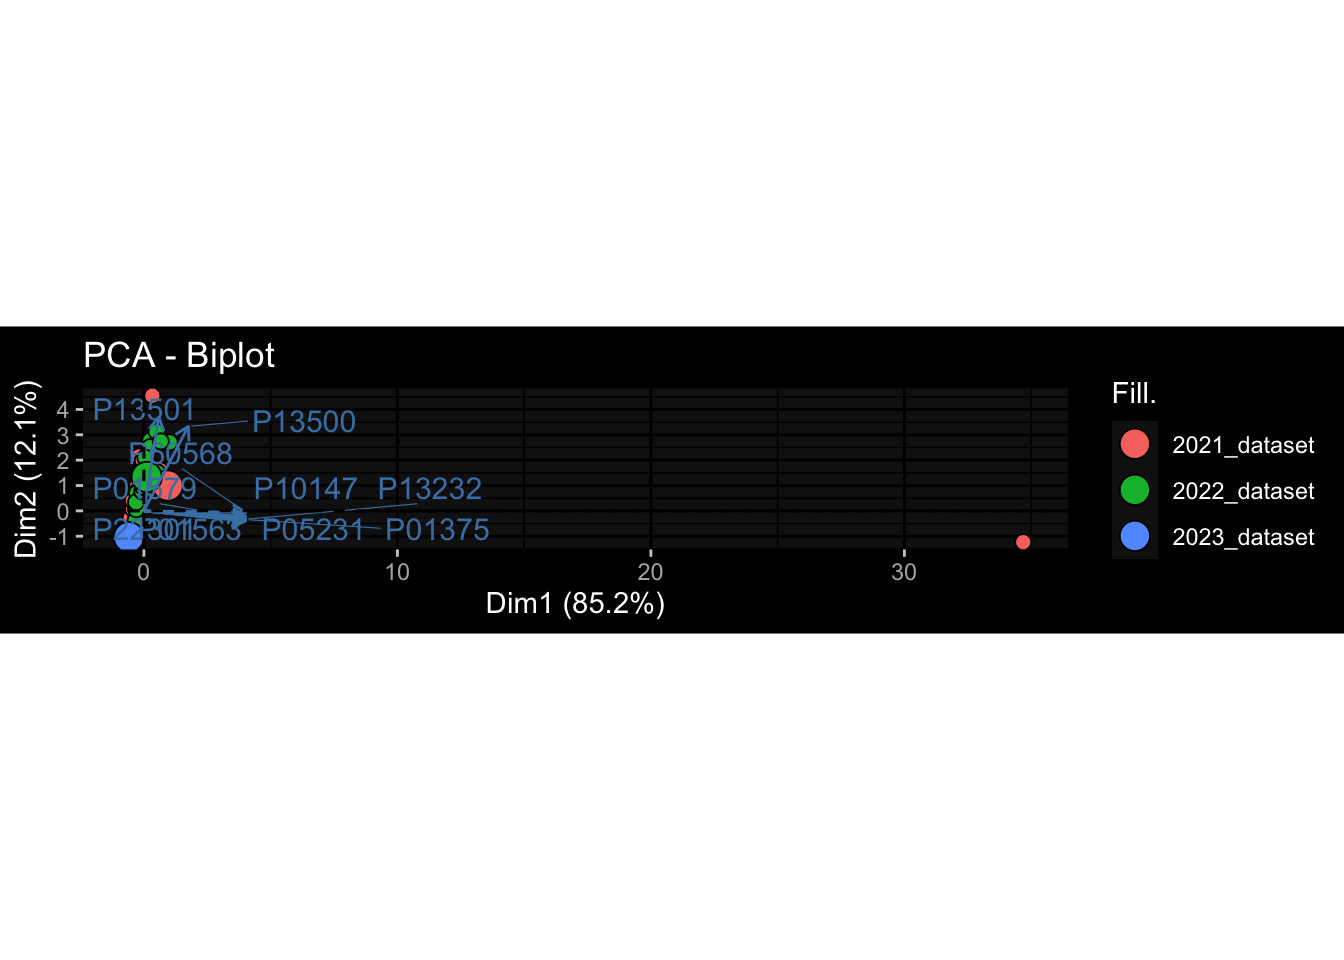 PCA - Biplot
Dim2 (12.1%)
4
3
2
1
0
-1
P13501
P13500
P60568
P10147
P13232
P01563
P05231
P01375
0
10
20
30
Dim1 (85.2%)
Fill.
2021_dataset
2022_dataset
2023_dataset